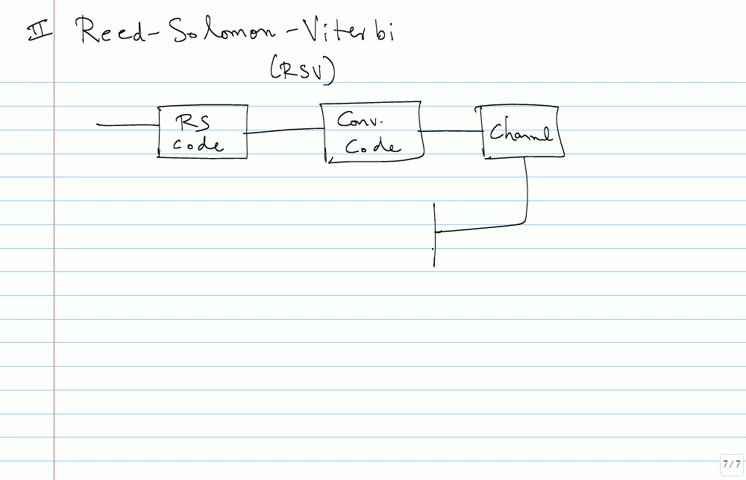 II Reed-Solomon-Viterbi
(RSV)
RS
Code
Conv.
Code
Channel
7/7